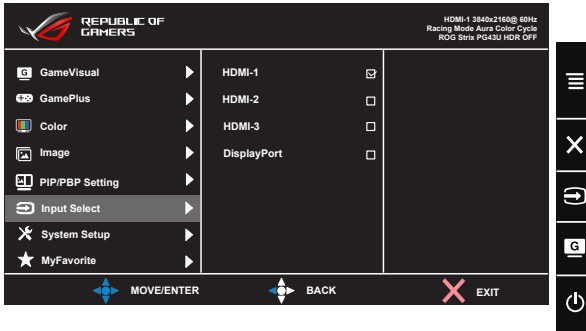 REPUBLIC OF
GAMERS
HDMI-1 3840x2160@ 60Hz
Racing Mode Aura Color Cycle
ROG Strix PG43U HDR OFF
G GameVisual
GamePlus
Color
Image
PIP/PBP Setting
Input Select
System Setup
MyFavorite
HDMI-1
HDMI-2
HDMI-3
DisplayPort
MOVE/ENTER
BACK
EXIT
G